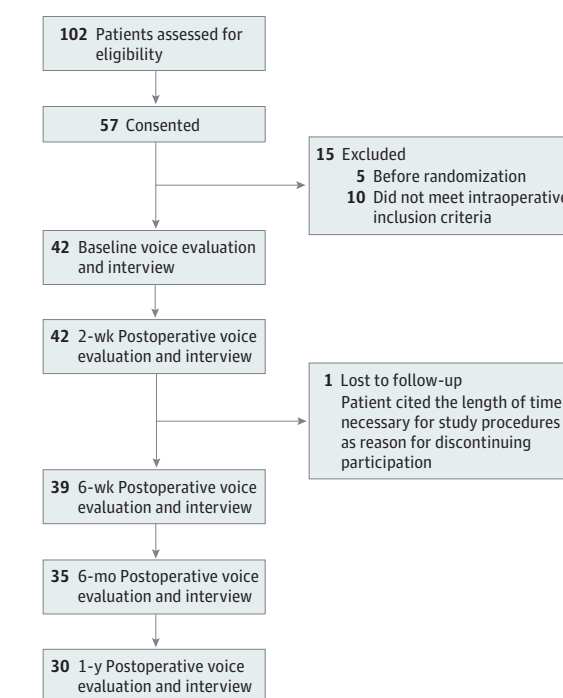 102 Patients assessed for
eligibility
57 Consented
15 Excluded
5 Before randomization
10 Did not meet intraoperative
inclusion criteria
42 Baseline voice evaluation
and interview
42 2-wk Postoperative voice
evaluation and interview
1 Lost to follow-up
Patient cited the length of time
necessary for study procedures
as reason for discontinuing
participation
39 6-wk Postoperative voice
evaluation and interview
35 6-mo Postoperative voice
evaluation and interview
30 1-y Postoperative voice
evaluation and interview